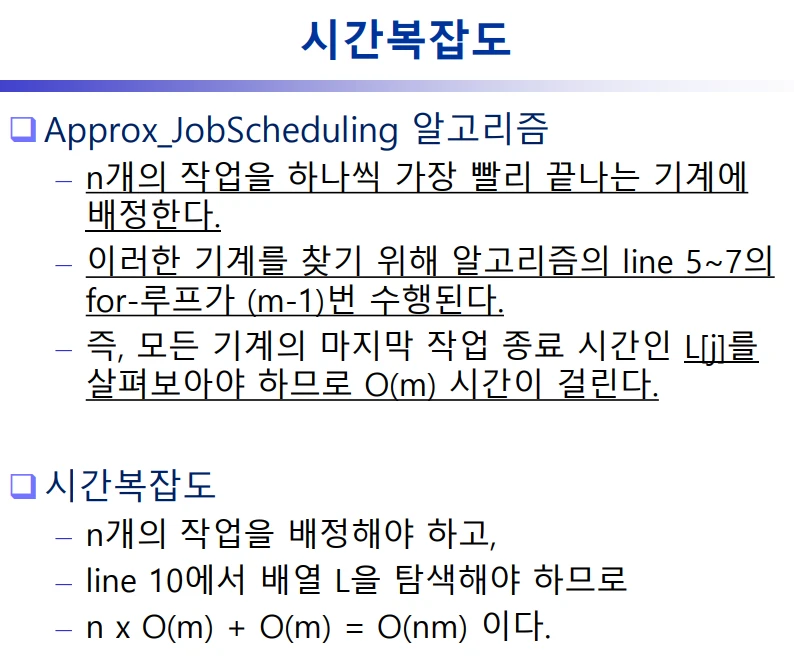 시간복잡도
Approx_JobScheduling 알고리즘
– n개의 작업을 하나씩 가장 빨리 끝나는 기계에
배정한다.
– 이러한 기계를 찾기 위해 알고리즘의 line 5~7의
for-루프가 (m-1)번 수행된다.
– 즉, 모든 기계의 마지막 작업 종료 시간인 L[j]를
살펴보아야 하므로 O(m) 시간이 걸린다.
시간복잡도
– n개의 작업을 배정해야 하고,
– line 10에서 배열 L을 탐색해야 하므로
– n x O(m) + O(m) = O(nm) 이다.